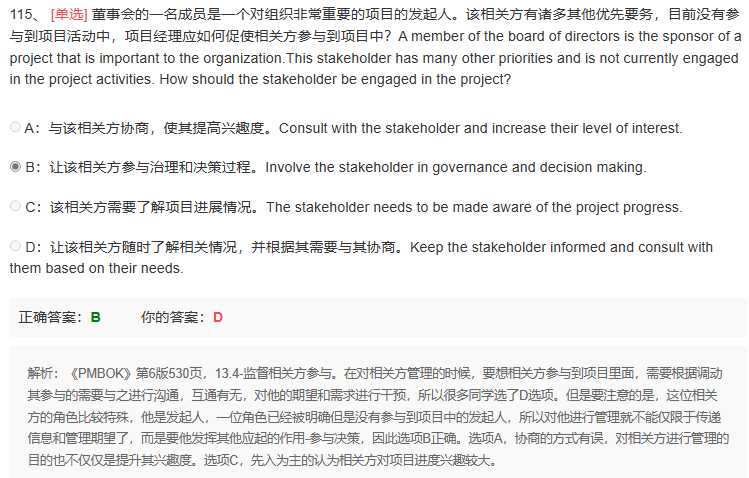 115、 [单选] 董事会的一名成员是一个对组织非常重要的项目的发起人。该相关方有诸多其他优先要务，目前没有参
与到项目活动中，项目经理应如何促使相关方参与到项目中？A member of the board of directors is the sponsor of a
project that is important to the organization.This stakeholder has many other priorities and is not currently engaged
in the project activities. How should the stakeholder be engaged in the project?
A：与该相关方协商，使其提高兴趣度。Consult with the stakeholder and increase their level of interest.
B：让该相关方参与治理和决策过程。Involve the stakeholder in governance and decision making.
C：该相关方需要了解项目进展情况。The stakeholder needs to be made aware of the project progress.
D：让该相关方随时了解相关情况，并根据其需要与其协商。Keep the stakeholder informed and consult with
them based on their needs.
正确答案：B 你的答案：D
解析：《PMBOK》第6版530页，13.4-监督相关方参与。在对相关方管理的时候，要想相关方参与到项目里面，需要根据调动
其参与的需要与之进行沟通，互通有无，对他的期望和需求进行干预，所以很多同学选了D选项。但是要注意的是，这位相关
方的角色比较特殊，他是发起人，一位角色已经被明确但是没有参与到项目中的发起人，所以对他进行管理就不能仅限于传递
信息和管理期望了，而是要他发挥其他应起的作用-参与决策，因此选项B正确。选项A，协商的方式有误，对相关方进行管理的
目的也不仅仅是提升其兴趣度。选项C，先入为主的认为相关方对项目进度兴趣较大。